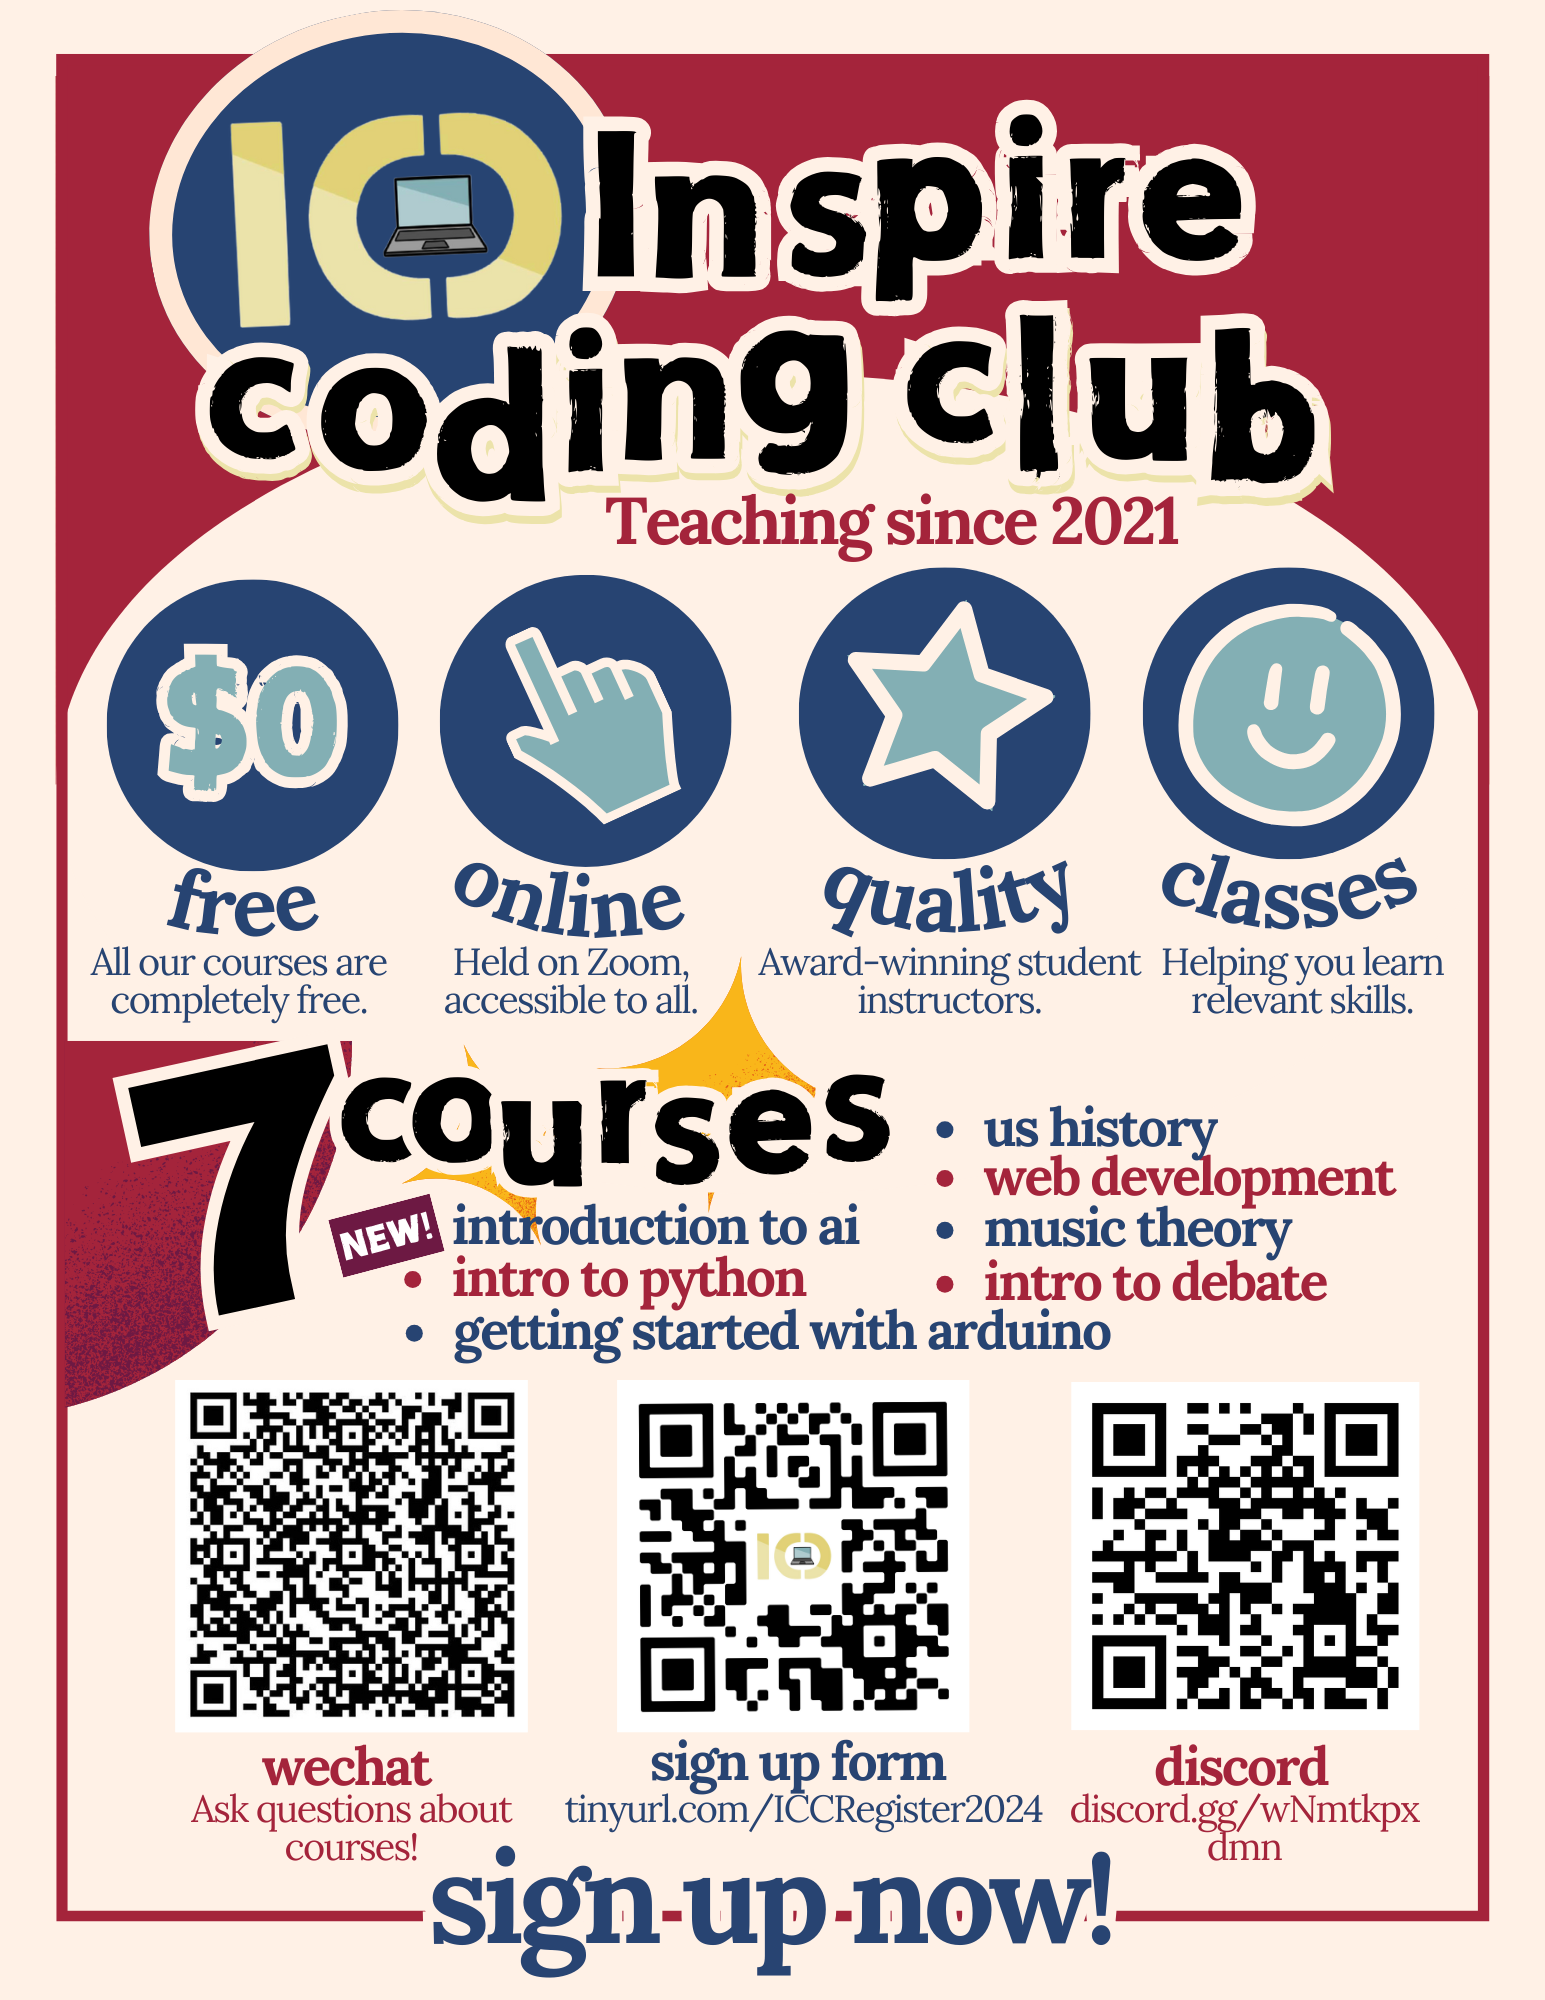 IC
Inspire
coding club
Teaching since 2021
$0
free
All our courses are
completely free.
online
Held on Zoom,
accessible to all.
quality
Award-winning student
instructors.
classes
Helping you learn
relevant skills.
7 courses
NEW! introduction to ai
• intro to python
• getting started with arduino
• us history
• web development
• music theory
• intro to debate
wechat
Ask questions about
courses!
IC
sign up form
tinyurl.com/ICCRegister2024
discord
discord.gg/wNmtkpx
dmn
sign up now!